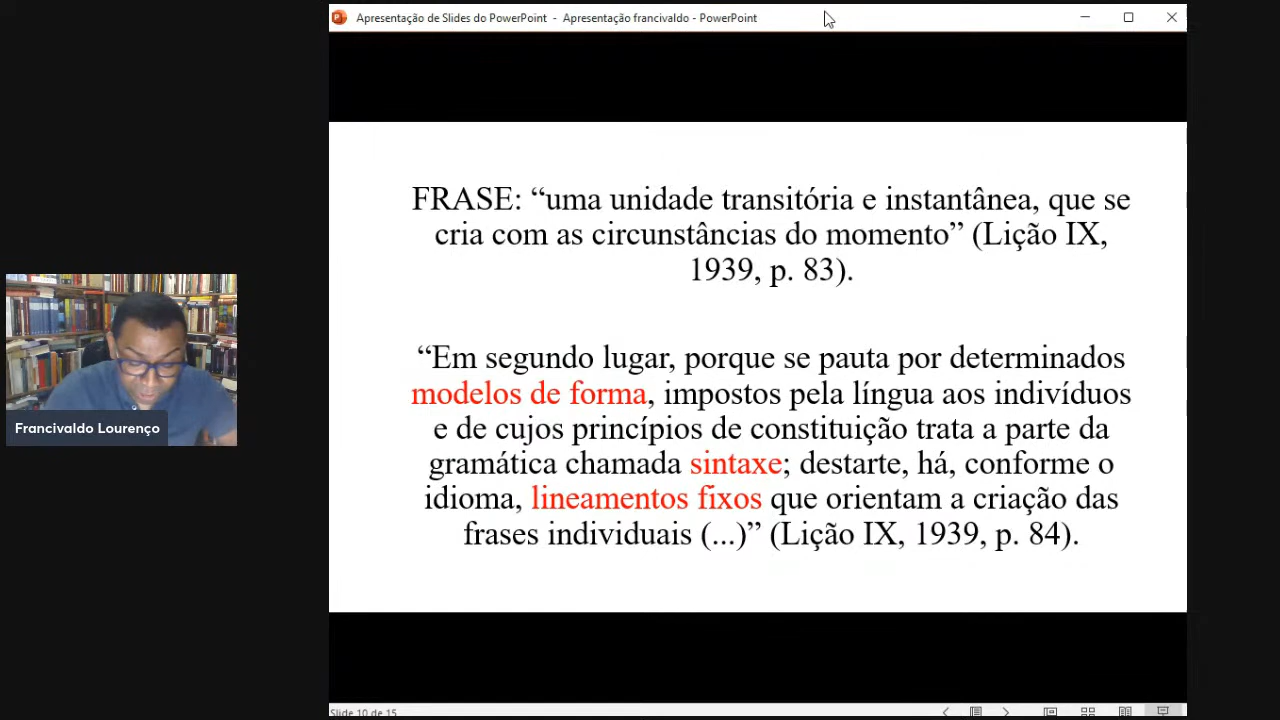 Apresentação de Slides do PowerPoint - Apresentação francivaldo - PowerPoint
FRASE: “uma unidade transitória e instantânea, que se
cria com as circunstâncias do momento” (Lição IX,
1939, p. 83).
“Em segundo lugar, porque se pauta por determinados
modelos de forma, impostos pela língua aos indivíduos
e de cujos princípios de constituição trata a parte da
gramática chamada sintaxe; destarte, há, conforme o
idioma, lineamentos fixos que orientam a criação das
frases individuais (...)” (Lição IX, 1939, p. 84).
Francivaldo Lourenço
Slide 10 de 15